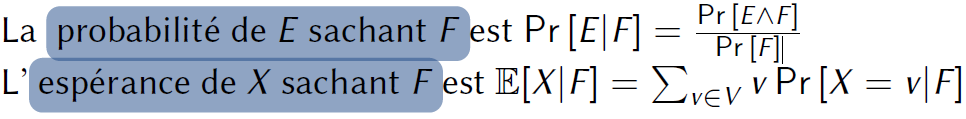 La probabilité de E sachant F est Pr [E|F] = Pr [E∧F] / Pr [F]|
L' espérance de X sachant F est 𝔼[X|F] = ∑_{v∈V} v Pr [X = v|F]